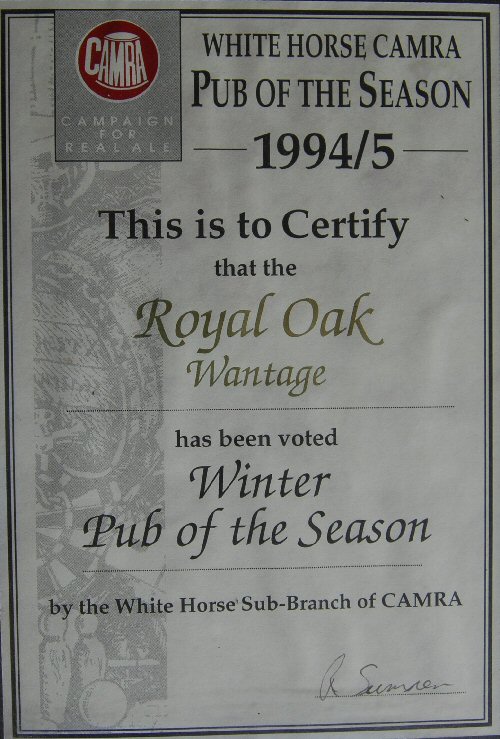 CAMRA
CAMPAIGN
FOR
REAL ALE
WHITE HORSE CAMRA
PUB OF THE SEASON
1994/5
This is to Certify
that the
Royal Oak
Wantage
has been voted
Winter
Pub of the Season
by the White Horse Sub-Branch of CAMRA